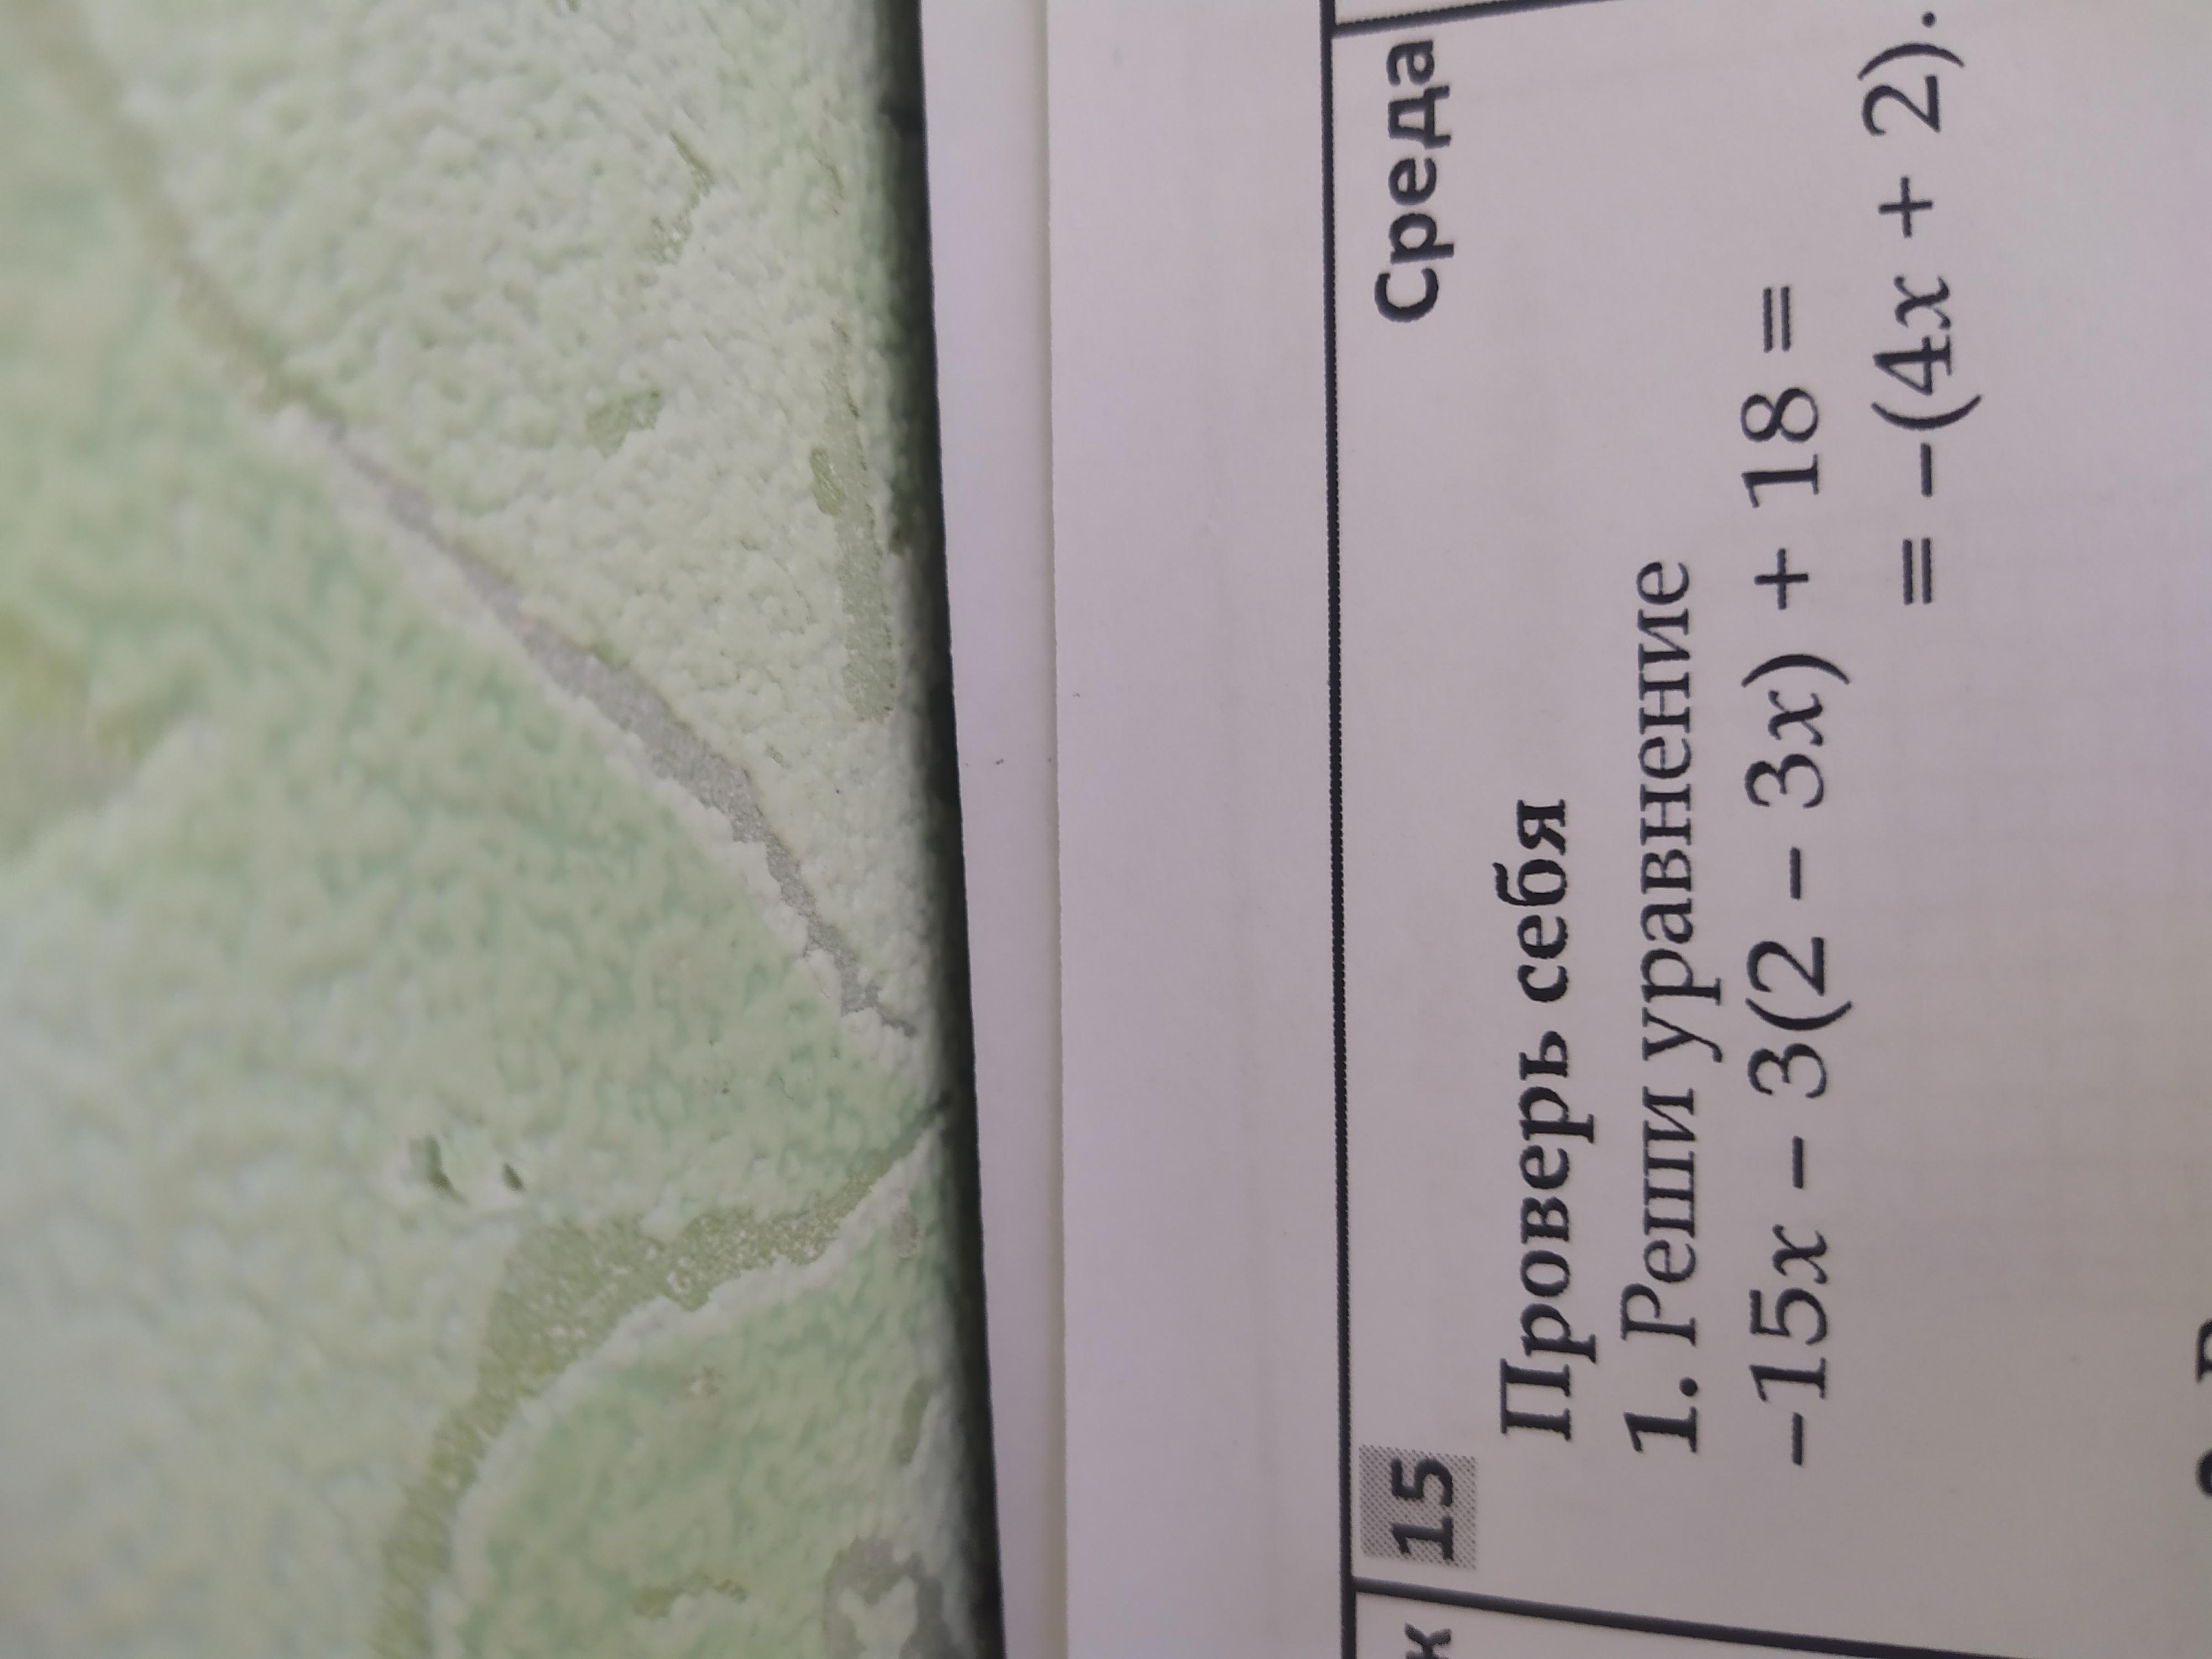 15 Среда
Проверь себя
1. Реши уравнение
–15x – 3(2 – 3x) + 18 =
= –(4x + 2).